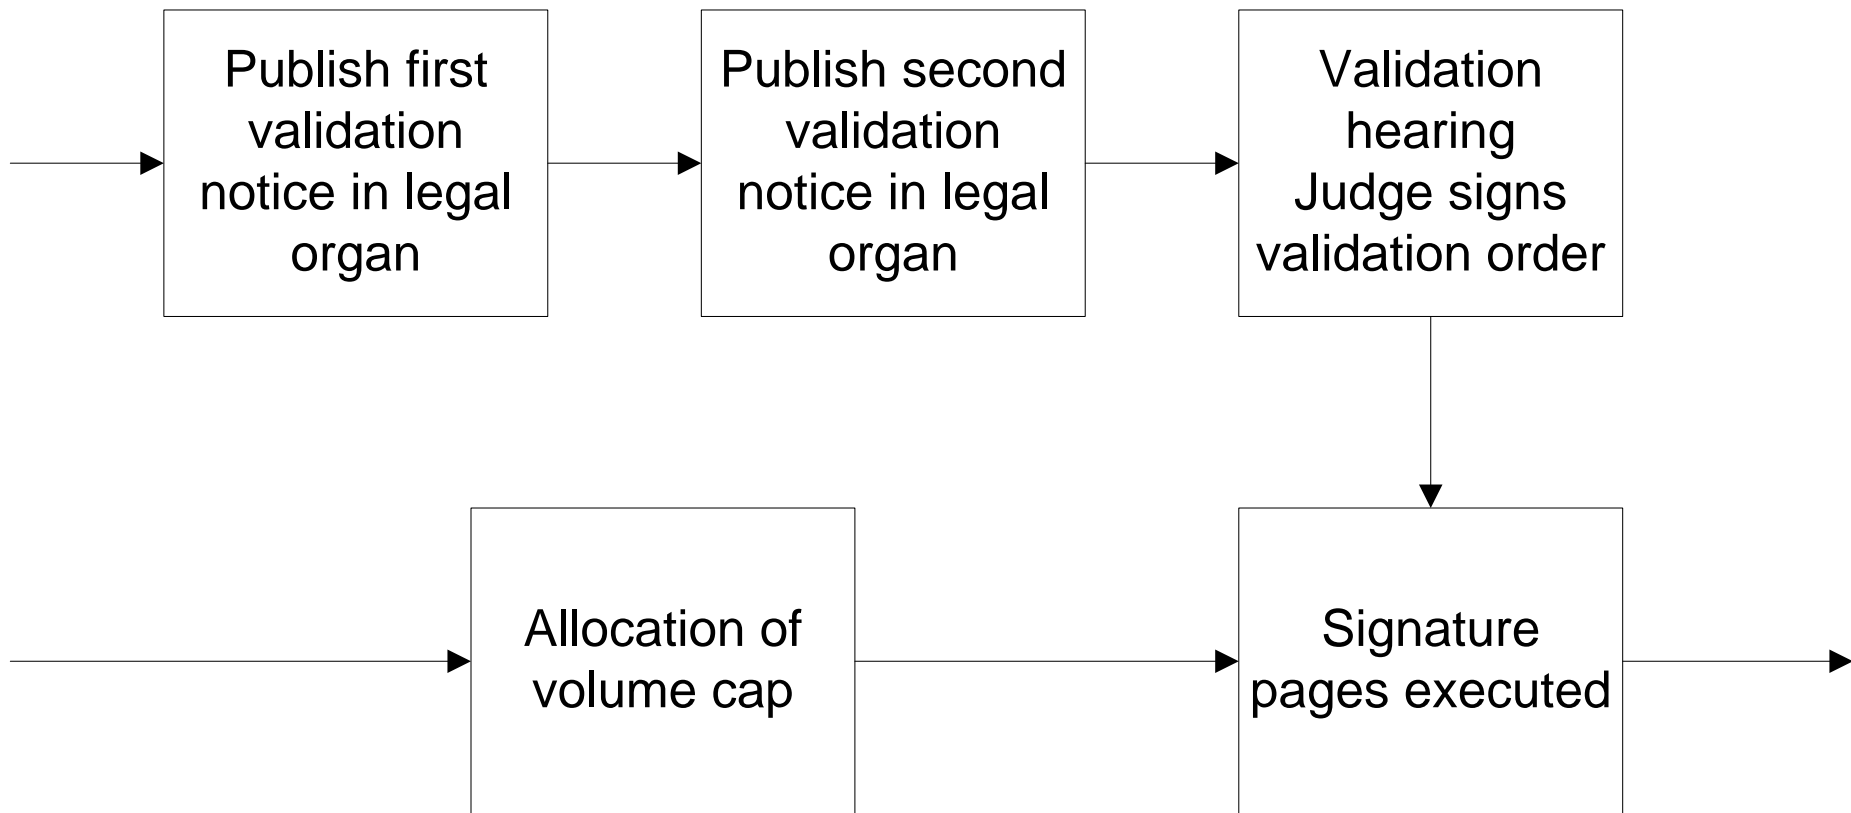 Publish first
validation
notice in legal
organ
Publish second
validation
notice in legal
organ
Validation
hearing
Judge signs
validation order
Allocation of
volume cap
Signature
pages executed